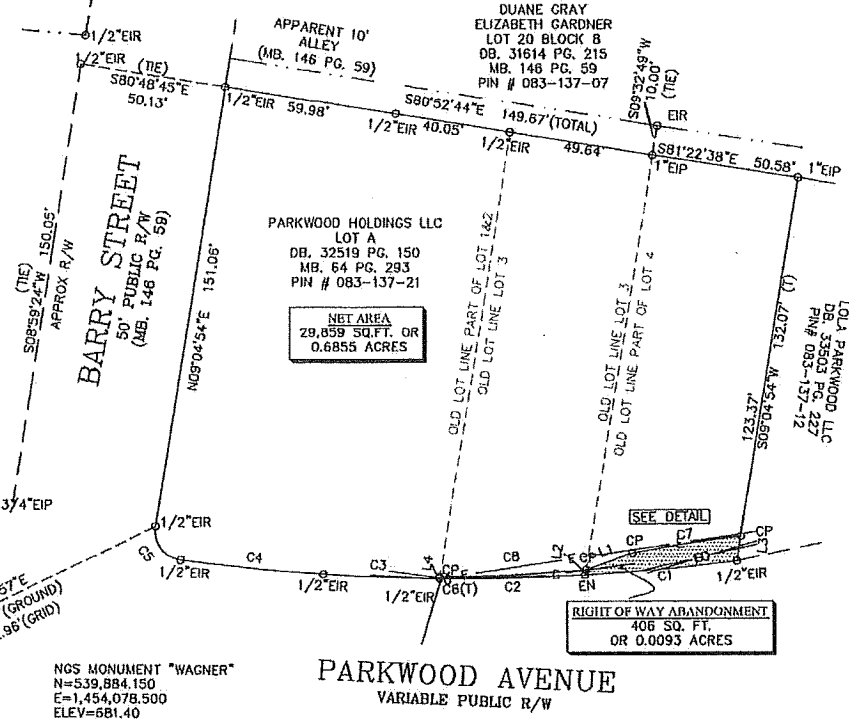 DUANE GRAY
ELIZABETH GARDNER
LOT 20 BLOCK 8
DB. 31614 PG. 215
MB. 146 PG. 59
PIN # 083-137-07
APPARENT 10'
ALLEY
(MB. 146 PG. 59)
1/2"EIR
1/2"EIR
(TIE)
S80°48'45"E
50.13'
1/2"EIR
59.98'
1/2"EIR
40.05'
S80°52'44"E
149.67'(TOTAL)
1/2"EIR
49.64'
S09°32'49"W
10.00'
(TIE)
EIR
1"EIP
S81°22'38"E
50.58'
1"EIP
(TIE)
S08°59'24"W 150.05'
APPROX R/W
BARRY STREET
50' PUBLIC R/W
(MB. 146 PG. 59)
N09°04'54"E 151.06'
PARKWOOD HOLDINGS LLC
LOT A
DB. 32519 PG. 150
MB. 64 PG. 293
PIN # 083-137-21
NET AREA
29,859 SQ.FT. OR
0.6855 ACRES
OLD LOT LINE PART OF LOT 1&2
OLD LOT LINE LOT 3
OLD LOT LINE LOT 3
OLD LOT LINE PART OF LOT 4
123.37'
S09°04'54"W 132.07' (T)
LOLA PARKWOOD LLC
DB 33503 PG. 227
PIN# 083-137-12
3/4"EIP
1/2"EIR
C5
1/2"EIR
C4
1/2"EIR
C3
L4
CP
1/2"EIR
C6(T)
C8
C2
L2
CP
L1
EN
SEE DETAIL
CP
C7
CP
L3
C1
1/2"EIR
57"E
(GROUND)
.96'(GRID)
RIGHT OF WAY ABANDONMENT
406 SQ. FT.
OR 0.0093 ACRES
PARKWOOD AVENUE
VARIABLE PUBLIC R/W
NGS MONUMENT "WAGNER"
N=539,884.150
E=1,454,078.500
ELEV=681.40